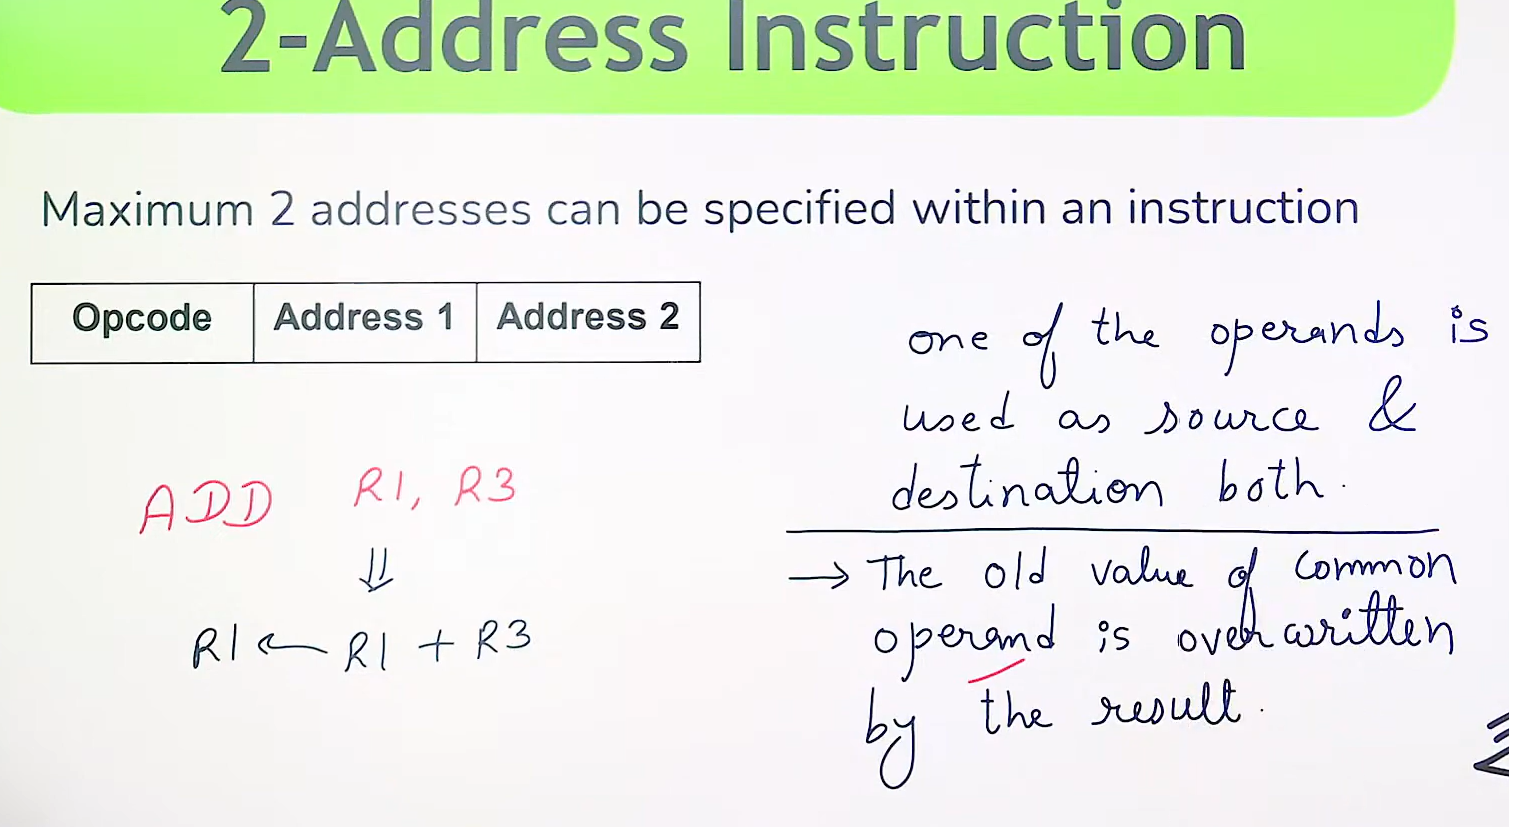 2-Address Instruction
Maximum 2 addresses can be specified within an instruction
Opcode Address 1 Address 2
one of the operands is
used as source &
destination both.
ADD R1, R3
⇓
R1 ← R1 + R3
→ The old value of common
operand is overwritten
by the result.